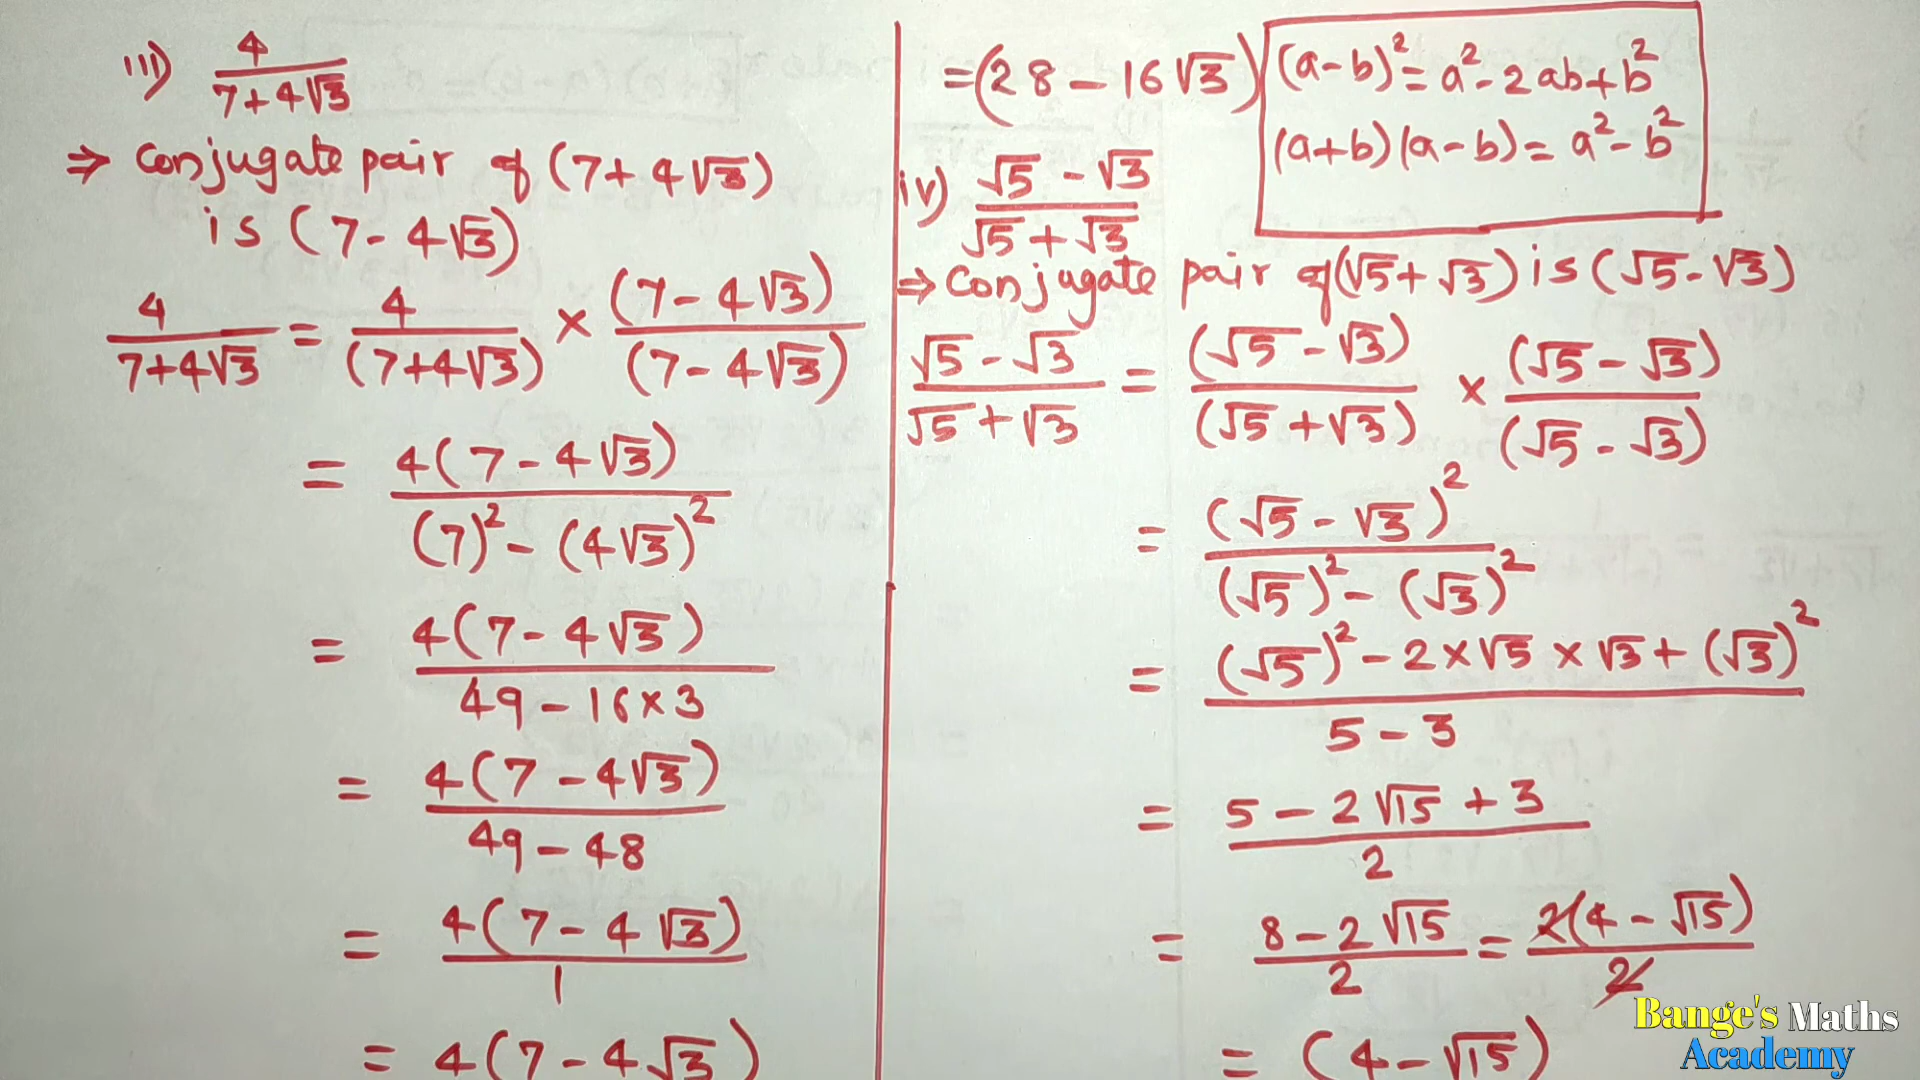 iii) 4/(7+4√3)
⇒ Conjugate pair of (7+4√3)
is (7-4√3)
4/(7+4√3) = 4/(7+4√3) × (7-4√3)/(7-4√3)
= 4(7-4√3)/((7)²-(4√3)²)
= 4(7-4√3)/(49-16×3)
= 4(7-4√3)/(49-48)
= 4(7-4√3)/1
= 4(7-4√3)
=(28-16√3)
(a-b)²=a²-2ab+b²
(a+b)(a-b)=a²-b²
iv) (√5-√3)/(√5+√3)
⇒ Conjugate pair of (√5+√3) is (√5-√3)
(√5-√3)/(√5+√3) = (√5-√3)/(√5+√3) × (√5-√3)/(√5-√3)
= (√5-√3)²/((√5)²-(√3)²)
= ((√5)²-2×√5×√3+(√3)²)/(5-3)
= (5-2√15+3)/2
= (8-2√15)/2 = 2(4-√15)/2
= (4-√15)
Bange's Maths
Academy